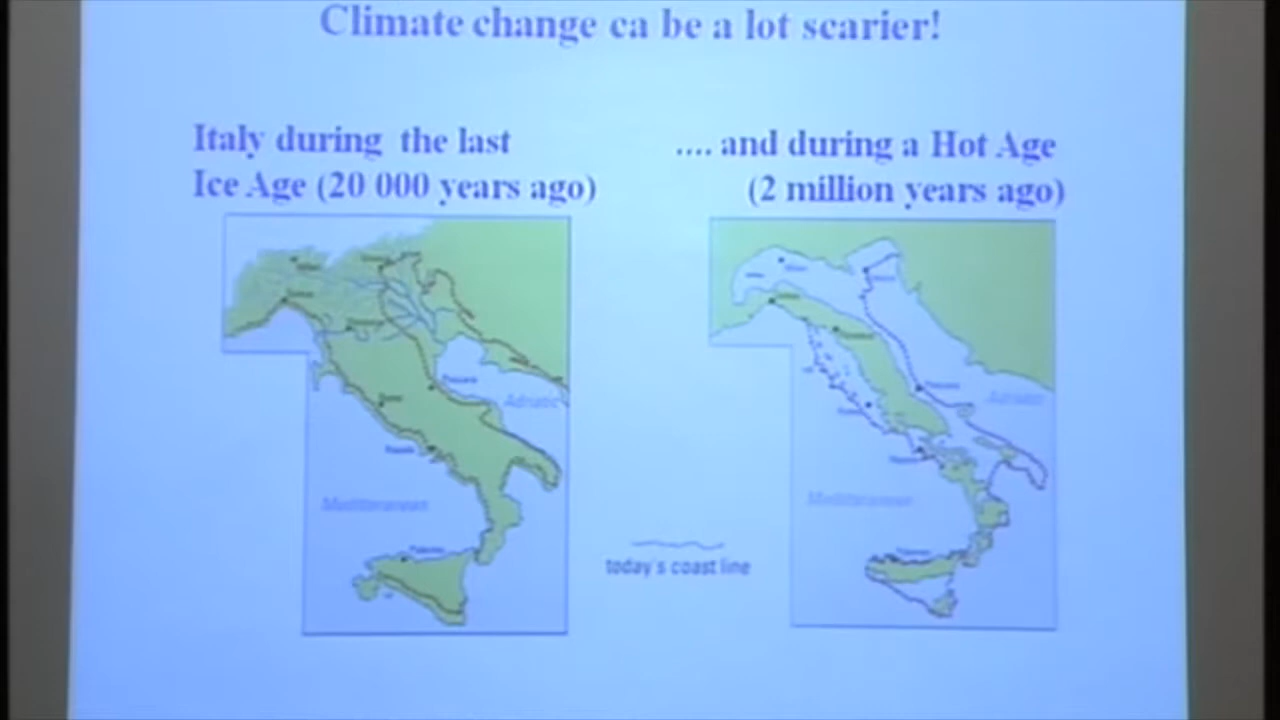 Climate change ca be a lot scarier!
Italy during the last
Ice Age (20 000 years ago)
.... and during a Hot Age
(2 million years ago)
Adriatic
Mediterranean
Palermo
today's coast line
Adriatic
Mediterranean